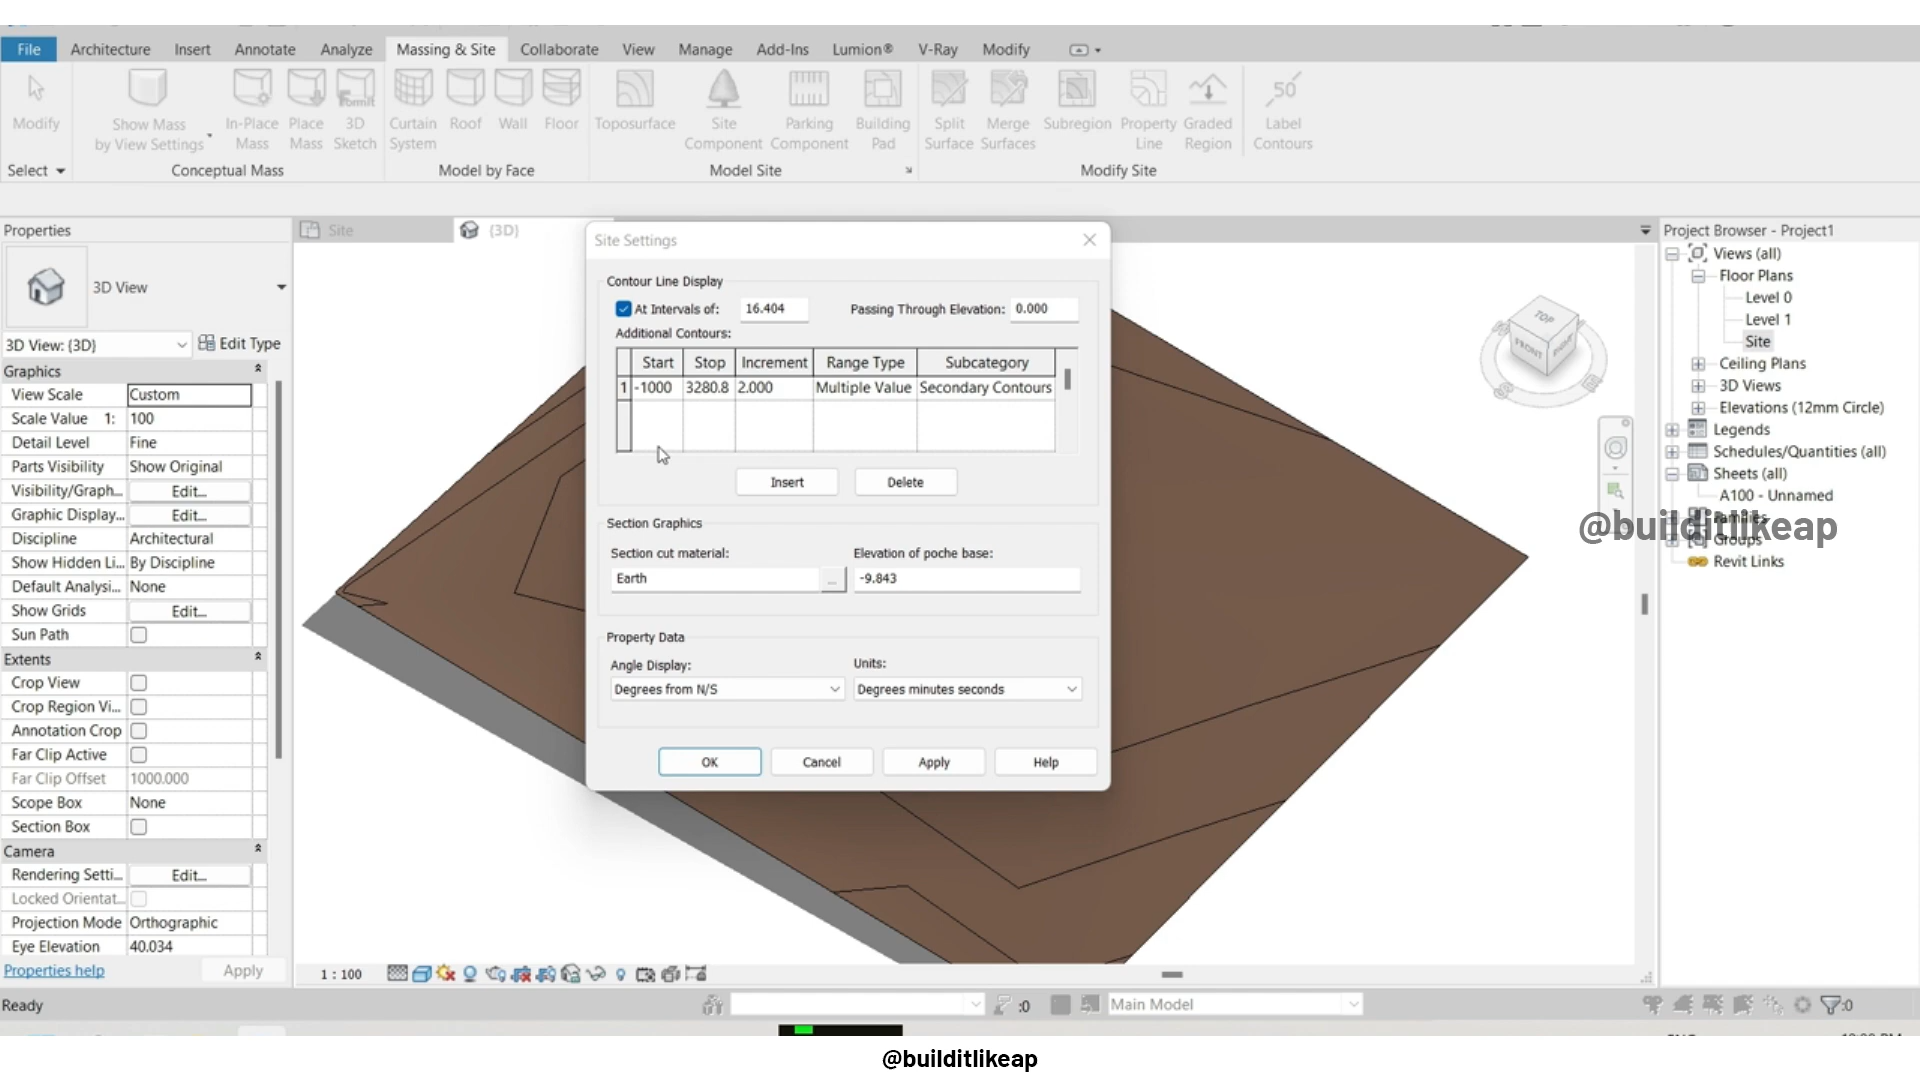 File Architecture Insert Annotate Analyze Massing & Site Collaborate View Manage Add-Ins Lumion® V-Ray Modify
Modify
Show Mass
by View Settings
In-Place
Mass
Place
Mass
FormIt
3D
Sketch
Curtain
System
Roof
Wall
Floor
Toposurface
Site
Component
Parking
Component
Building
Pad
Split
Surface
Merge
Surfaces
Subregion
Property
Line
Graded
Region
50
Label
Contours
Select
Conceptual Mass
Model by Face
Model Site
Modify Site
Properties
3D View
3D View: {3D}
Edit Type
Graphics
View Scale Custom
Scale Value 1: 100
Detail Level Fine
Parts Visibility Show Original
Visibility/Graph... Edit...
Graphic Display... Edit...
Discipline Architectural
Show Hidden Li... By Discipline
Default Analysi... None
Show Grids Edit...
Sun Path
Extents
Crop View
Crop Region Vi...
Annotation Crop
Far Clip Active
Far Clip Offset 1000.000
Scope Box None
Section Box
Camera
Rendering Setti... Edit...
Locked Orientat...
Projection Mode Orthographic
Eye Elevation 40.034
Properties help
Apply
Site
{3D}
Site Settings
Contour Line Display
At Intervals of: 16.404 Passing Through Elevation: 0.000
Additional Contours:
Start Stop Increment Range Type Subcategory
1 -1000 3280.8 2.000 Multiple Value Secondary Contours
Insert Delete
Section Graphics
Section cut material: Elevation of poche base:
Earth ... -9.843
Property Data
Angle Display: Units:
Degrees from N/S Degrees minutes seconds
OK Cancel Apply Help
TOP
FRONT
Project Browser - Project1
Views (all)
Floor Plans
Level 0
Level 1
Site
Ceiling Plans
3D Views
Elevations (12mm Circle)
Legends
Schedules/Quantities (all)
Sheets (all)
A100 - Unnamed
Families
Groups
Revit Links
@builditlikeap
1 : 100
Ready
:0
Main Model
:0
@builditlikeap